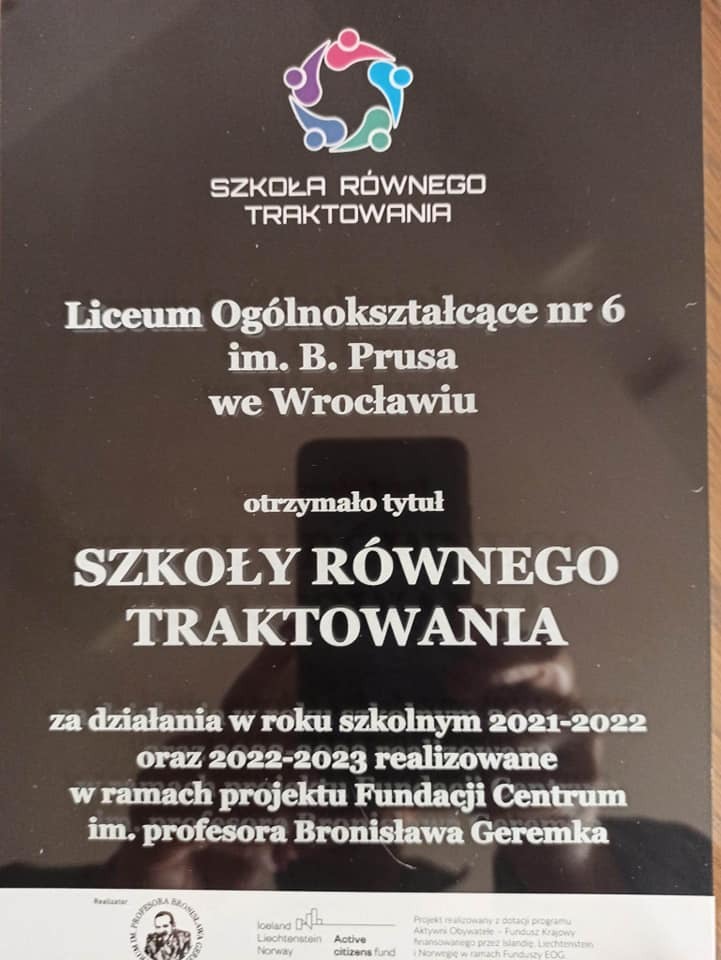 SZKOŁA RÓWNEGO
TRAKTOWANIA
Liceum Ogólnokształcące nr 6
im. B. Prusa
we Wrocławiu
otrzymało tytuł
SZKOŁY RÓWNEGO
TRAKTOWANIA
za działania w roku szkolnym 2021-2022
oraz 2022-2023 realizowane
w ramach projektu Fundacji Centrum
im. profesora Bronisława Geremka
Realizator
IM. PROFESORA BRONISŁAWA
Iceland
Liechtenstein
Norway
Active
citizens fund
Projekt realizowany z dotacji programu
Aktywni Obywatele – Fundusz Krajowy
finansowanego przez Islandię, Liechtenstein
i Norwegię w ramach Funduszy EOG.